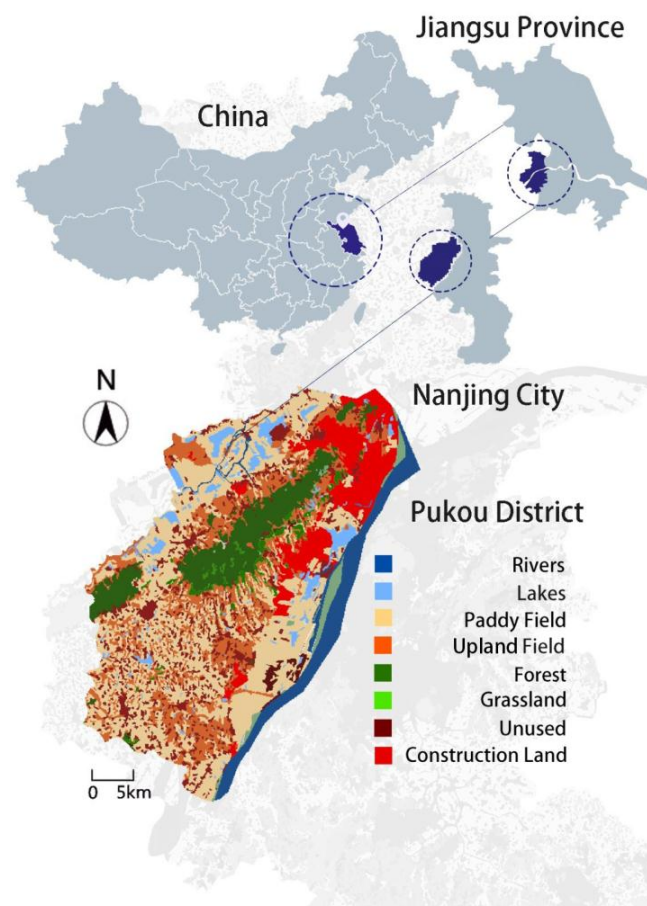 Jiangsu Province
China
N
Nanjing City
Pukou District
Rivers
Lakes
Paddy Field
Upland Field
Forest
Grassland
Unused
Construction Land
0 5km